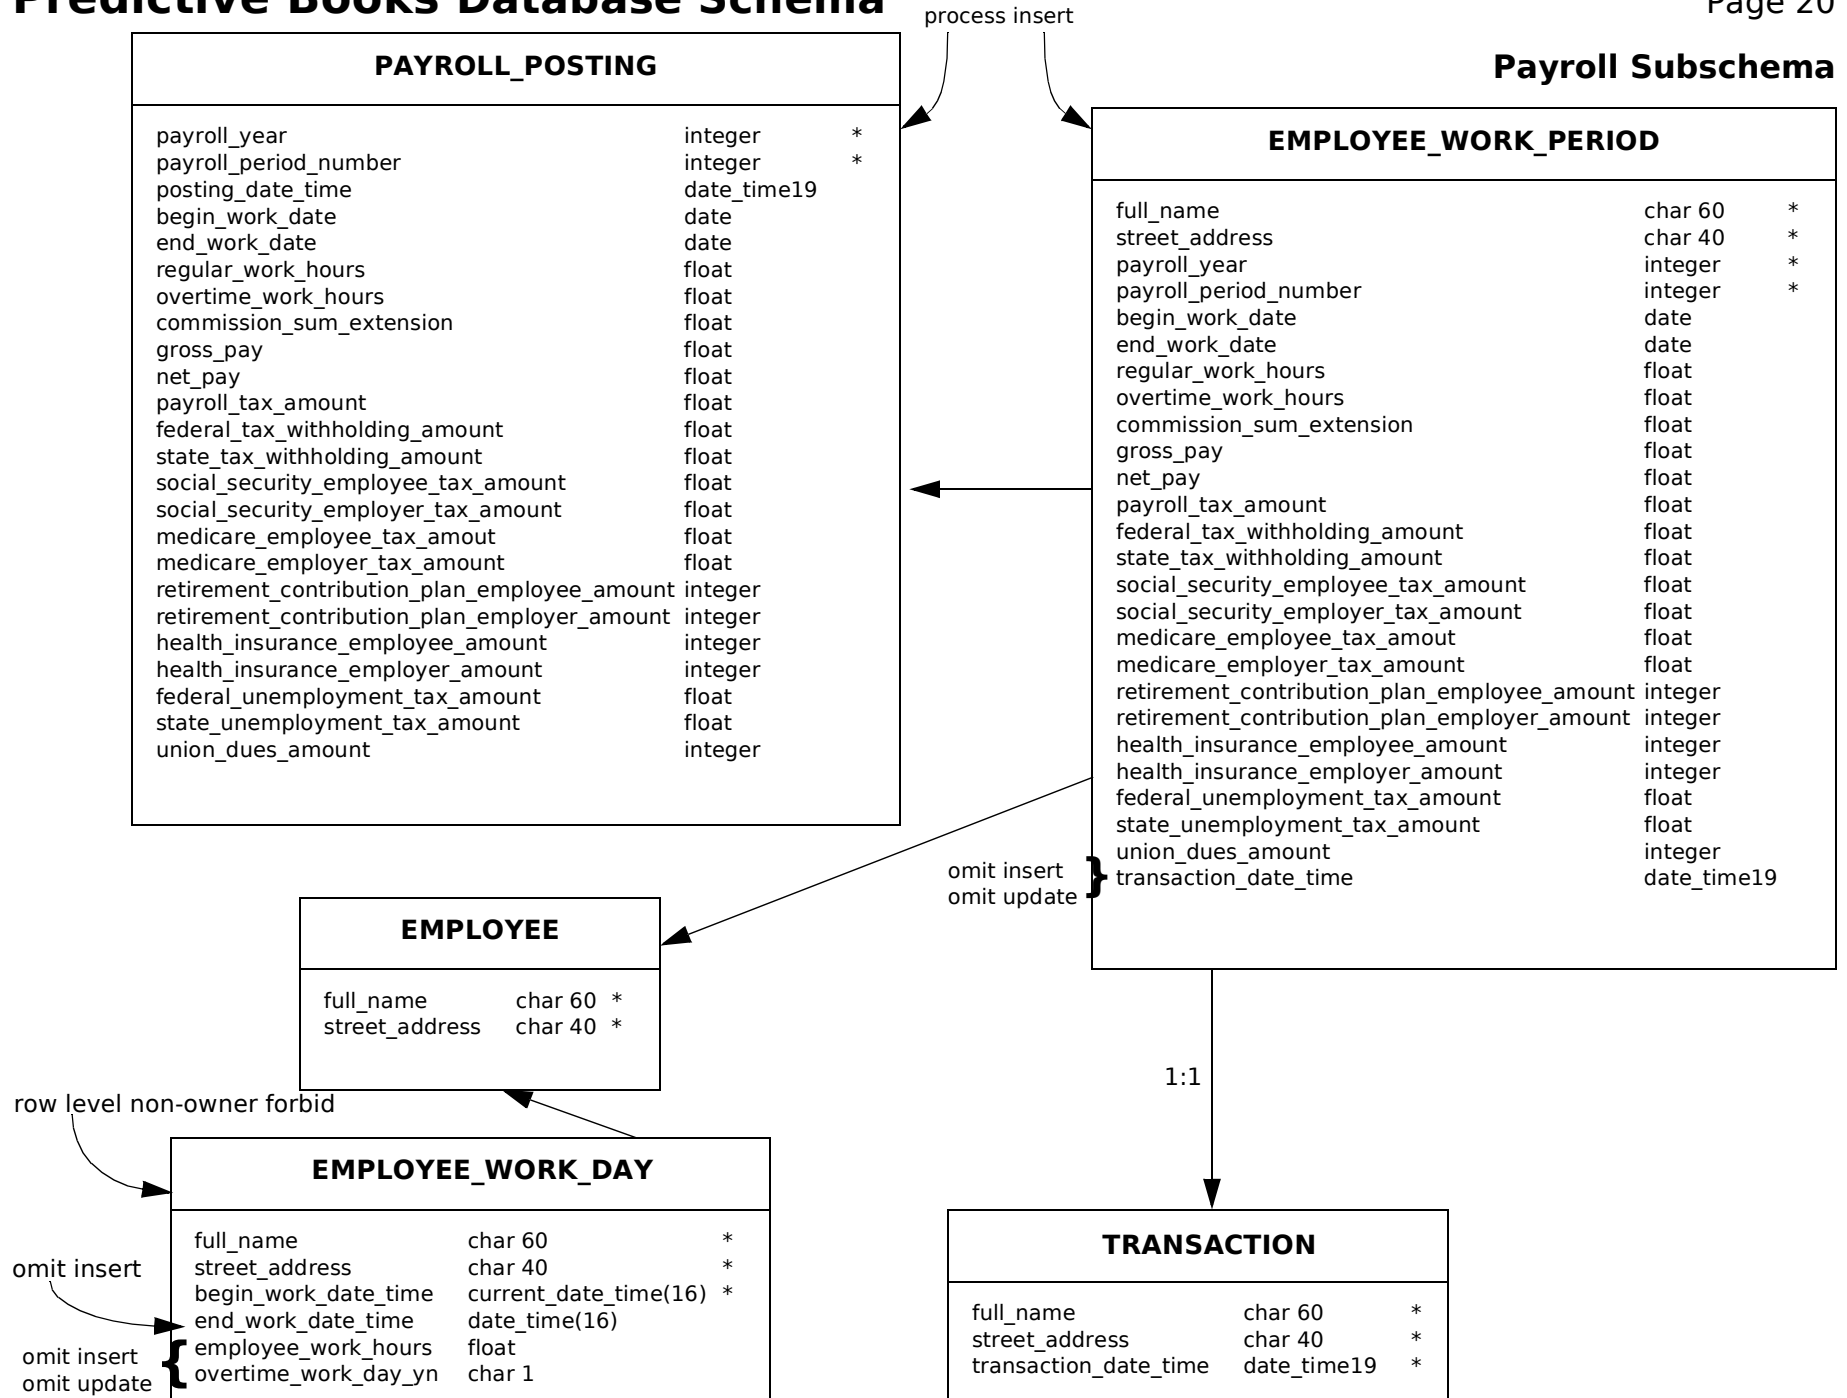 Predictive Books Database Schema
Page 20
process insert
Payroll Subschema
PAYROLL_POSTING
payroll_year integer *
payroll_period_number integer *
posting_date_time date_time19
begin_work_date date
end_work_date date
regular_work_hours float
overtime_work_hours float
commission_sum_extension float
gross_pay float
net_pay float
payroll_tax_amount float
federal_tax_withholding_amount float
state_tax_withholding_amount float
social_security_employee_tax_amount float
social_security_employer_tax_amount float
medicare_employee_tax_amout float
medicare_employer_tax_amount float
retirement_contribution_plan_employee_amount integer
retirement_contribution_plan_employer_amount integer
health_insurance_employee_amount integer
health_insurance_employer_amount integer
federal_unemployment_tax_amount float
state_unemployment_tax_amount float
union_dues_amount integer
EMPLOYEE_WORK_PERIOD
full_name char 60 *
street_address char 40 *
payroll_year integer *
payroll_period_number integer *
begin_work_date date
end_work_date date
regular_work_hours float
overtime_work_hours float
commission_sum_extension float
gross_pay float
net_pay float
payroll_tax_amount float
federal_tax_withholding_amount float
state_tax_withholding_amount float
social_security_employee_tax_amount float
social_security_employer_tax_amount float
medicare_employee_tax_amout float
medicare_employer_tax_amount float
retirement_contribution_plan_employee_amount integer
retirement_contribution_plan_employer_amount integer
health_insurance_employee_amount integer
health_insurance_employer_amount integer
federal_unemployment_tax_amount float
state_unemployment_tax_amount float
union_dues_amount integer
transaction_date_time date_time19
omit insert
omit update }
EMPLOYEE
full_name char 60 *
street_address char 40 *
row level non-owner forbid
1:1
EMPLOYEE_WORK_DAY
full_name char 60 *
street_address char 40 *
begin_work_date_time current_date_time(16) *
end_work_date_time date_time(16)
employee_work_hours float
overtime_work_day_yn char 1
omit insert
omit insert
omit update {
TRANSACTION
full_name char 60 *
street_address char 40 *
transaction_date_time date_time19 *